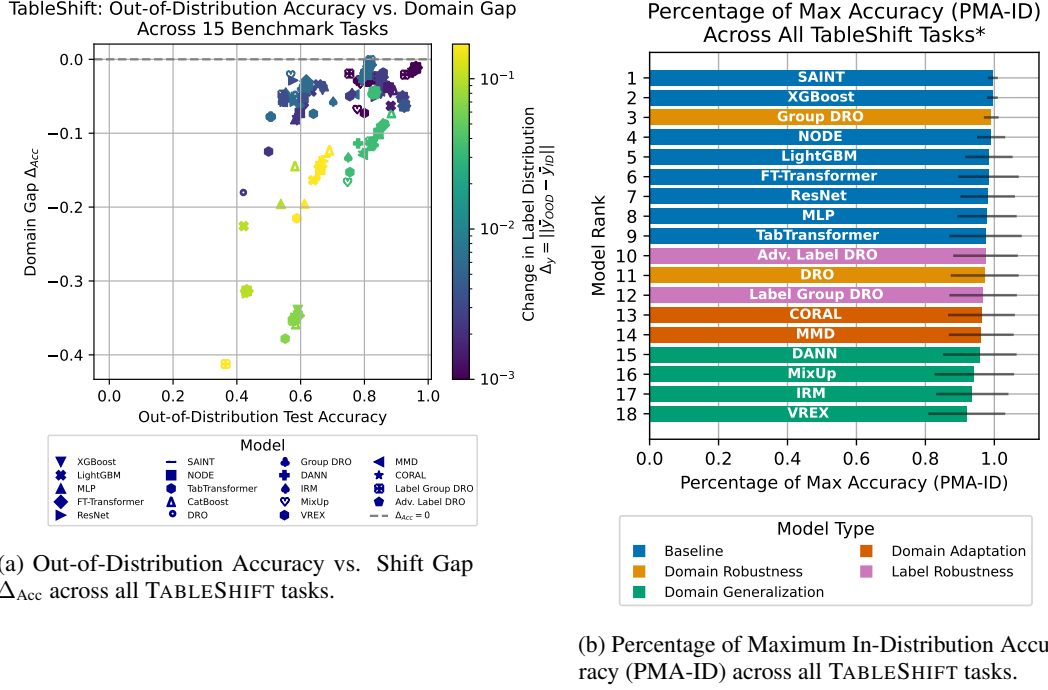 TableShift: Out-of-Distribution Accuracy vs. Domain Gap
Across 15 Benchmark Tasks
0.0
−0.1
−0.2
−0.3
−0.4
Domain Gap Δ_Acc
0.0
0.2
0.4
0.6
0.8
1.0
Out-of-Distribution Test Accuracy
10^−1
10^−2
10^−3
Change in Label Distribution
Δ_y = ||ȳ_OOD − ȳ_ID||
Model
XGBoost
LightGBM
MLP
FT-Transformer
ResNet
SAINT
NODE
TabTransformer
CatBoost
DRO
Group DRO
DANN
IRM
MixUp
VREX
MMD
CORAL
Label Group DRO
Adv. Label DRO
Δ_Acc = 0
(a) Out-of-Distribution Accuracy vs. Shift Gap
Δ_Acc across all TABLESHIFT tasks.
Percentage of Max Accuracy (PMA-ID)
Across All TableShift Tasks*
Model Rank
1 SAINT
2 XGBoost
3 Group DRO
4 NODE
5 LightGBM
6 FT-Transformer
7 ResNet
8 MLP
9 TabTransformer
10 Adv. Label DRO
11 DRO
12 Label Group DRO
13 CORAL
14 MMD
15 DANN
16 MixUp
17 IRM
18 VREX
0.0
0.2
0.4
0.6
0.8
1.0
Percentage of Max Accuracy (PMA-ID)
Model Type
Baseline
Domain Robustness
Domain Generalization
Domain Adaptation
Label Robustness
(b) Percentage of Maximum In-Distribution Accu
racy (PMA-ID) across all TABLESHIFT tasks.